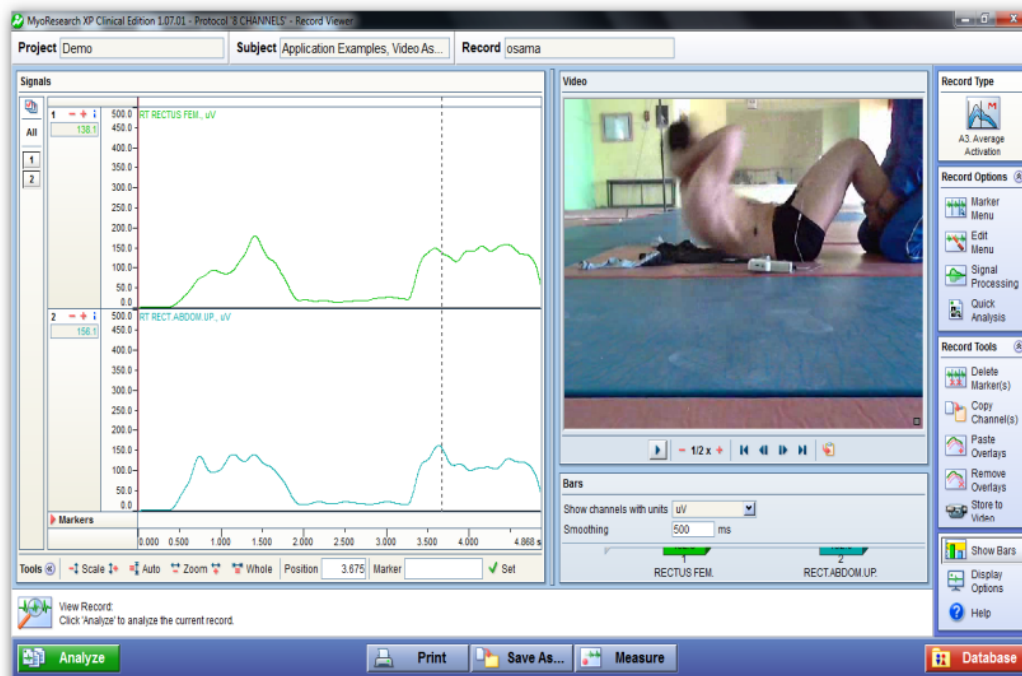 MyoResearch XP Clinical Edition 1.07.01 - Protocol '8 CHANNELS' - Record Viewer
Project Demo Subject Application Examples, Video As... Record osama
Signals
All
1
2
1 - + i
138.1
500.0
450.0
400.0
350.0
300.0
250.0
200.0
150.0
100.0
50.0
0.0
RT RECTUS FEM., uV
2 - + i
156.1
500.0
450.0
400.0
350.0
300.0
250.0
200.0
150.0
100.0
50.0
0.0
RT RECT.ABDOM.UP., uV
Markers
0.000 0.500 1.000 1.500 2.000 2.500 3.000 3.500 4.000 4.868 s
Tools Scale Auto Zoom Whole Position 3.675 Marker Set
Video
- 1/2 x +
Bars
Show channels with units uV
Smoothing 500 ms
1 2
RECTUS FEM. RECT.ABDOM.UP.
Record Type
M
A3. Average
Activation
Record Options
Marker
Menu
Edit
Menu
Signal
Processing
Quick
Analysis
Record Tools
Delete
Marker(s)
Copy
Channel(s)
Paste
Overlays
Remove
Overlays
Store to
Video
Show Bars
Display
Options
Help
View Record:
Click 'Analyze' to analyze the current record.
Analyze Print Save As... Measure Database